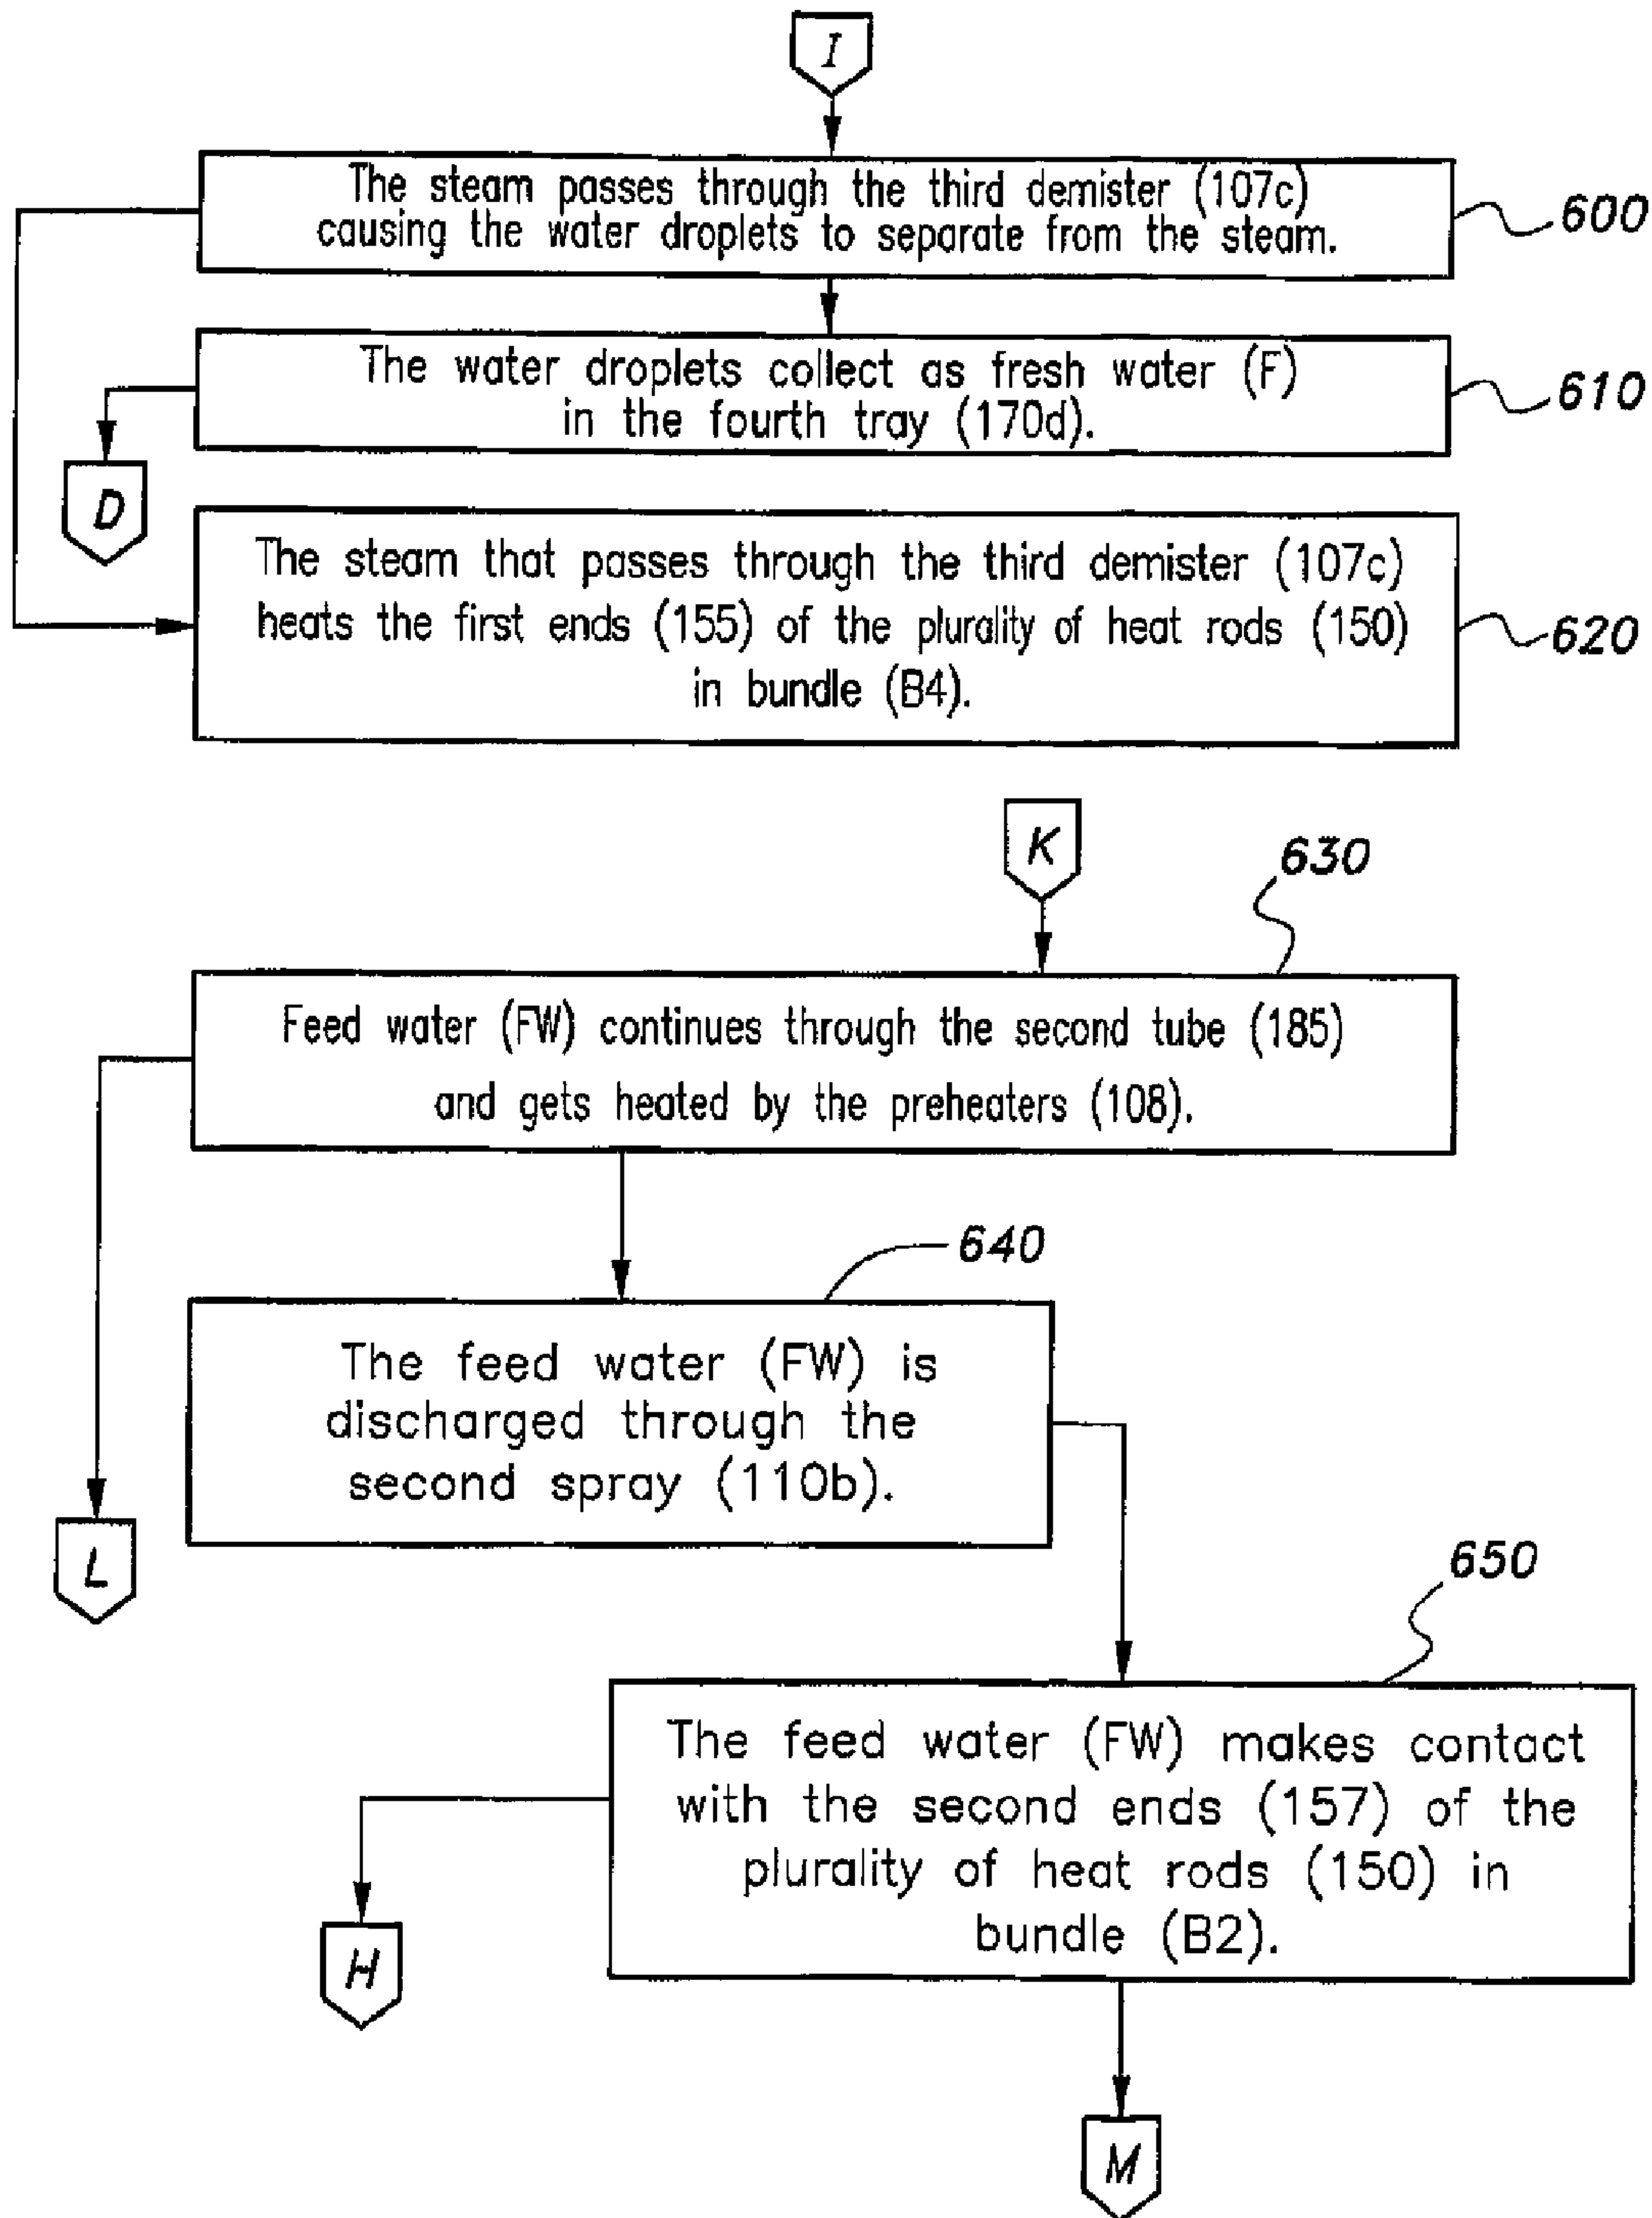 I
The steam passes through the third demister (107c)
causing the water droplets to separate from the steam.
600
The water droplets collect as fresh water (F)
in the fourth tray (170d).
610
D
The steam that passes through the third demister (107c)
heats the first ends (155) of the plurality of heat rods (150)
in bundle (B4).
620
K
630
Feed water (FW) continues through the second tube (185)
and gets heated by the preheaters (108).
640
The feed water (FW) is
discharged through the
second spray (110b).
L
650
The feed water (FW) makes contact
with the second ends (157) of the
plurality of heat rods (150) in
bundle (B2).
H
M